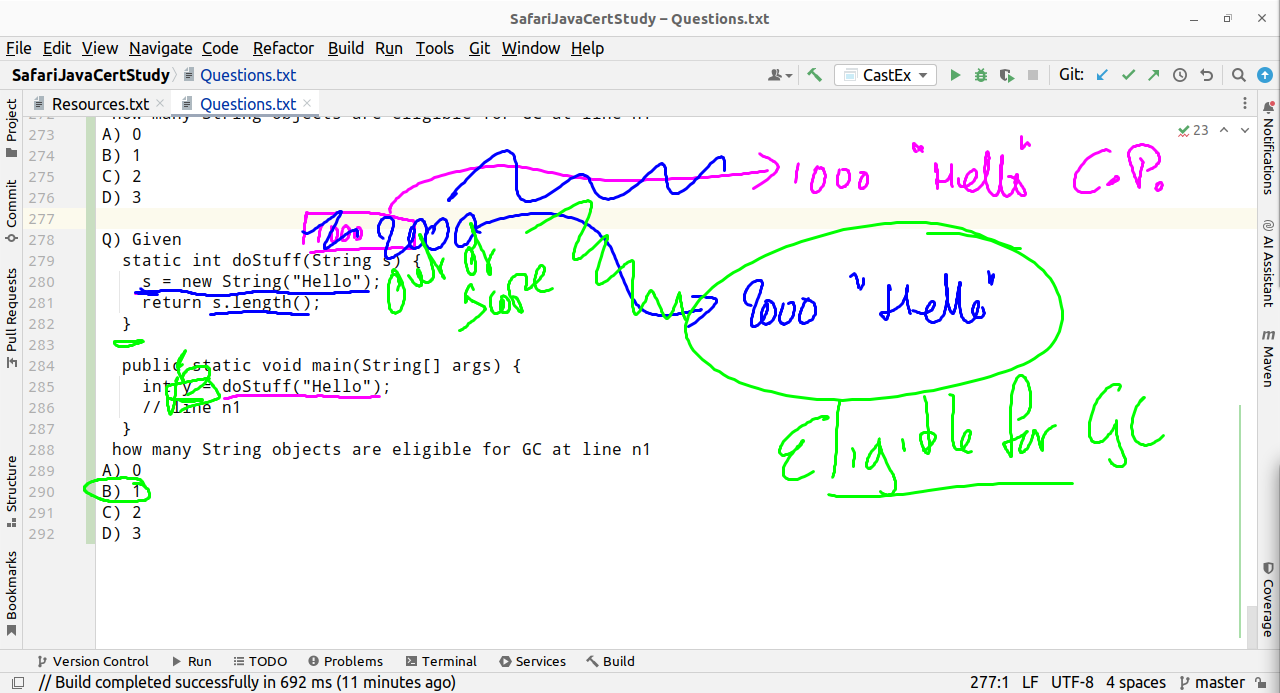 SafariJavaCertStudy – Questions.txt
File Edit View Navigate Code Refactor Build Run Tools Git Window Help
SafariJavaCertStudy Questions.txt CastEx Git:
Resources.txt Questions.txt
Project
Commit
Pull Requests
Structure
Bookmarks
272 how many String objects are eligible for GC at line n1
273 A) 0
274 B) 1
275 C) 2
276 D) 3
277
278 Q) Given
279 static int doStuff(String s) {
280 s = new String("Hello");
281 return s.length();
282 }
283
284 public static void main(String[] args) {
285 int y = doStuff("Hello");
286 // line n1
287 }
288 how many String objects are eligible for GC at line n1
289 A) 0
290 B) 1
291 C) 2
292 D) 3
23
1000 "Hello" C.P.
1000 2000
out of
scope
2000 "Hello"
Eligible for GC
Notifications
AI Assistant
Maven
Coverage
Version Control Run TODO Problems Terminal Services Build
// Build completed successfully in 692 ms (11 minutes ago) 277:1 LF UTF-8 4 spaces master